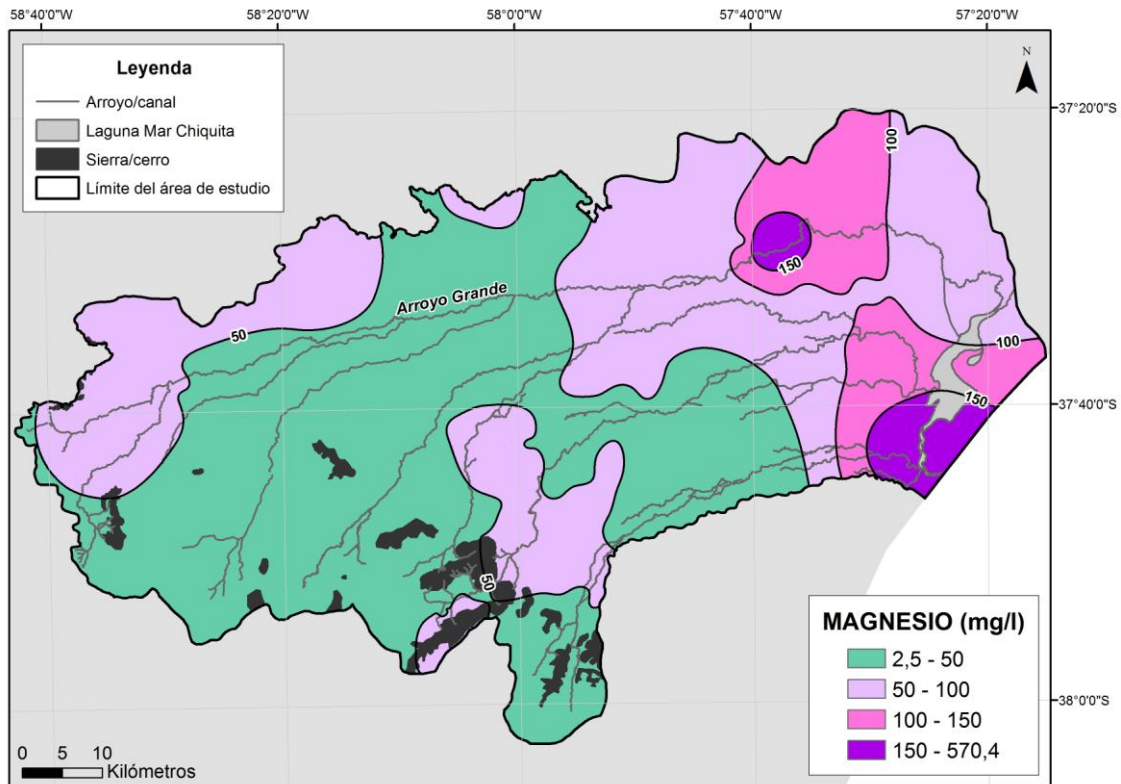 58°40'0"W
58°20'0"W
58°0'0"W
57°40'0"W
57°20'0"W
Leyenda
Arroyo/canal
Laguna Mar Chiquita
Sierra/cerro
Límite del área de estudio
N
37°20'0"S
100
150
Arroyo Grande
50
100
150
37°40'0"S
50
MAGNESIO (mg/l)
2,5 - 50
50 - 100
100 - 150
150 - 570,4
38°0'0"S
0 5 10
Kilómetros